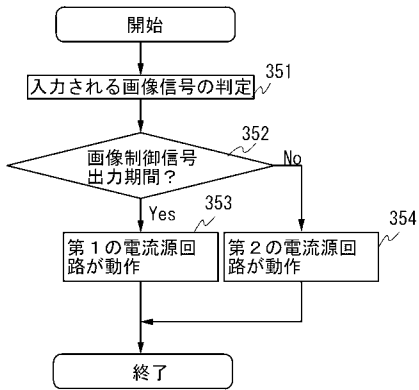 開始
351
入力される画像信号の判定
352
画像制御信号
出力期間？
No
Yes
353
354
第１の電流源回
路が動作
第２の電流源回
路が動作
終了